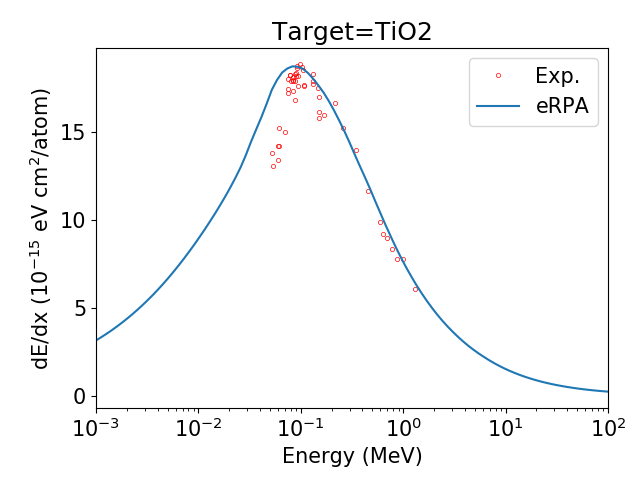 Target=TiO2
Exp.
eRPA
dE/dx (10⁻¹⁵ eV cm²/atom)
15
10
5
0
10⁻³ 10⁻² 10⁻¹ 10⁰ 10¹ 10²
Energy (MeV)